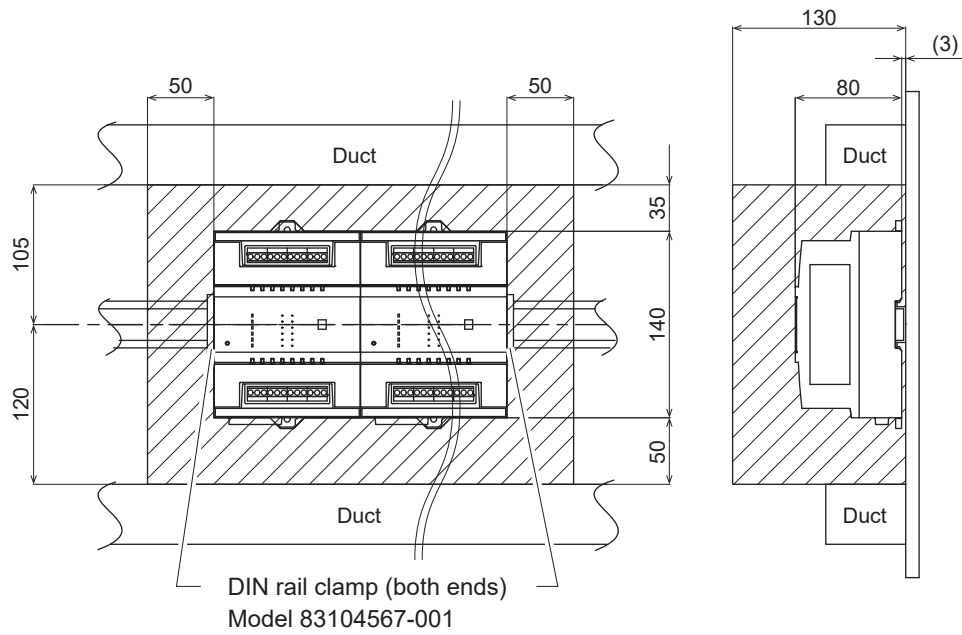 130
(3)
50
50
80
Duct
Duct
35
105
140
120
50
Duct
Duct
DIN rail clamp (both ends)
Model 83104567-001